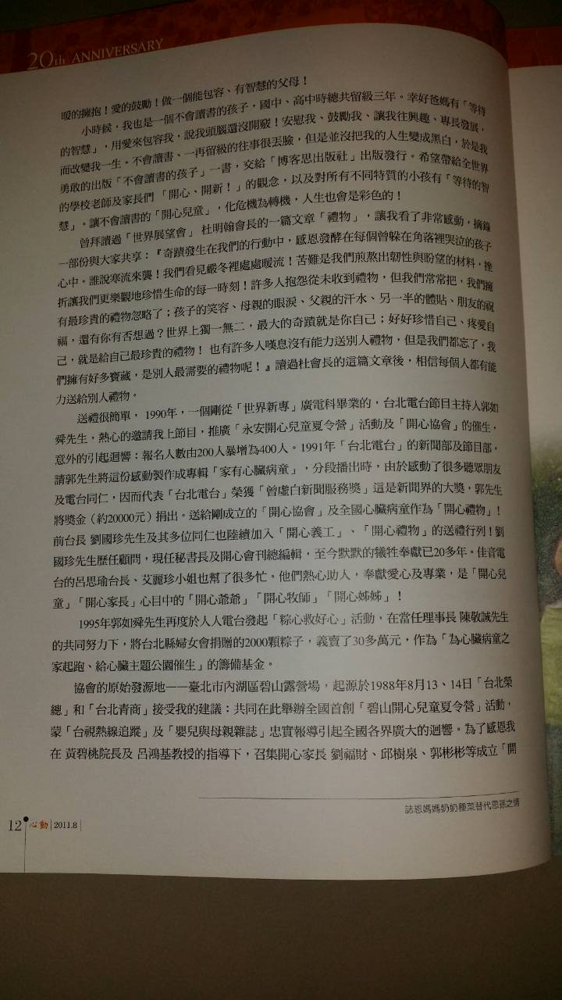 20th ANNIVERSARY
暖的擁抱！愛的鼓勵！做一個能包容、有智慧的父母！
小時候，我也是一個不會讀書的孩子，國中、高中時總共留級三年。幸好爸媽有「等待
的智慧」，用愛來包容我，說我頭腦還沒開竅！安慰我、鼓勵我、讓我往興趣、專長發展，
而改變我一生。不會讀書、一再留級的往事很丟臉，但是並沒把我的人生變成黑白，於是我
勇敢的出版「不會讀書的孩子」一書，交給「博客思出版社」出版發行。希望帶給全世界
的學校老師及家長們「開心、開新！」的觀念，以及對所有不同特質的小孩有「等待的智
慧」。讓不會讀書的「開心兒童」，化危機為轉機，人生也會是彩色的！
曾拜讀過「世界展望會」 杜明翰會長的一篇文章「禮物」，讓我看了非常感動，摘錄
一部份與大家共享：『奇蹟發生在我們的行動中，感恩發酵在每個曾躲在角落裡哭泣的孩子
心中。誰說寒流來襲！我們看見嚴冬裡處處暖流！苦難是我們煎熬出韌性與盼望的材料，挫
折讓我們更樂觀地珍惜生命的每一時刻！許多人抱怨從未收到禮物，但我們常常把，我們擁
有最珍貴的禮物忽略了；孩子的笑容、母親的眼淚、父親的汗水、另一半的體貼、朋友的祝
福，還有你有否想過？世界上獨一無二，最大的奇蹟就是你自己；好好珍惜自己、疼愛自
己，就是給自己最珍貴的禮物！ 也有許多人嘆息沒有能力送別人禮物，但是我們都忘了，我
們擁有好多寶藏，是別人最需要的禮物呢！』讀過杜會長的這篇文章後，相信每個人都有能
力送給別人禮物。
送禮很簡單， 1990年，一個剛從「世界新專」廣電科畢業的，台北電台節目主持人郭如
舜先生，熱心的邀請我上節目，推廣「永安開心兒童夏令營」活動及「開心協會」的催生，
意外的引起迴響：報名人數由200人暴增為400人。1991年「台北電台」的新聞部及節目部，
請郭先生將這份感動製作成專輯「家有心臟病童」，分段播出時，由於感動了很多聽眾朋友
及電台同仁，因而代表「台北電台」榮獲「曾虛白新聞服務獎」這是新聞界的大獎，郭先生
將獎金（約20000元）捐出。送給剛成立的「開心協會」及全國心臟病童作為「開心禮物」！
前台長 劉國珍先生及其多位同仁也陸續加入「開心義工」、「開心禮物」的送禮行列！劉
國珍先生歷任顧問，現任秘書長及開心會刊總編輯，至今默默的犧牲奉獻已20多年。佳音電
台的呂思瑜台長、艾麗珍小姐也幫了很多忙。他們熱心助人，奉獻愛心及專業，是「開心兒
童」「開心家長」心目中的「開心爺爺」「開心牧師」「開心姊姊」！
1995年郭如舜先生再度於人人電台發起「粽心救好心」活動，在當任理事長 陳敬誠先生
的共同努力下，將台北縣婦女會捐贈的2000顆粽子，義賣了30多萬元，作為「為心臟病童之
家起跑、給心臟主題公園催生」的籌備基金。
協會的原始發源地——臺北市內湖區碧山露營場，起源於1988年8月13、14日「台北榮
總」和「台北青商」接受我的建議：共同在此舉辦全國首創「碧山開心兒童夏令營」活動，
蒙「台視熱線追蹤」及「嬰兒與母親雜誌」忠實報導引起全國各界廣大的迴響。為了感恩我
在 黃碧桃院長及 呂鴻基教授的指導下，召集開心家長 劉福財、邱樹泉、郭彬彬等成立「開
誌恩媽媽奶奶種菜替代思孫之情
12 心動 2011.8